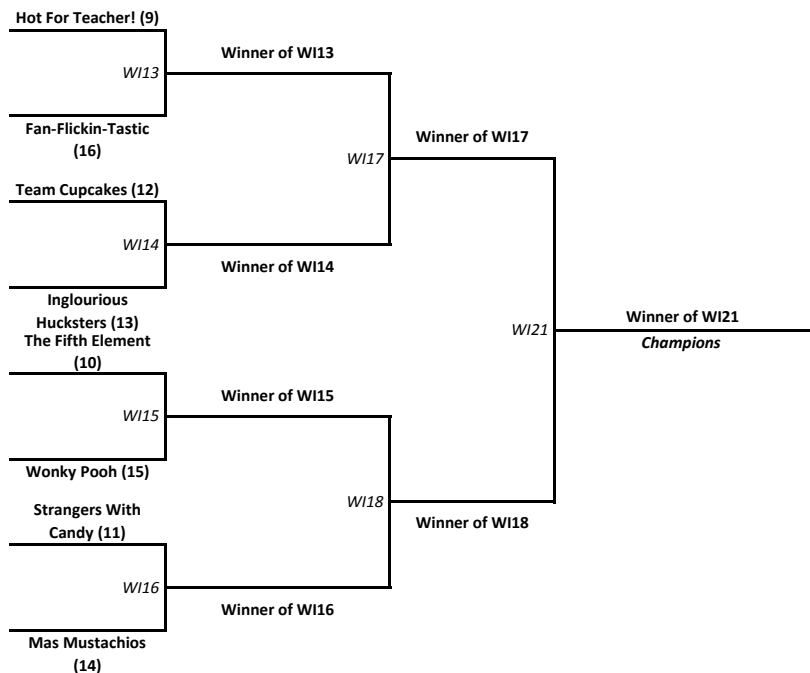 Hot For Teacher! (9)
WI13
Winner of WI13
Fan-Flickin-Tastic
(16)
WI17
Winner of WI17
Team Cupcakes (12)
WI14
Winner of WI14
Inglourious
Hucksters (13)
WI21
Winner of WI21
Champions
The Fifth Element
(10)
WI15
Winner of WI15
Wonky Pooh (15)
WI18
Winner of WI18
Strangers With
Candy (11)
WI16
Winner of WI16
Mas Mustachios
(14)